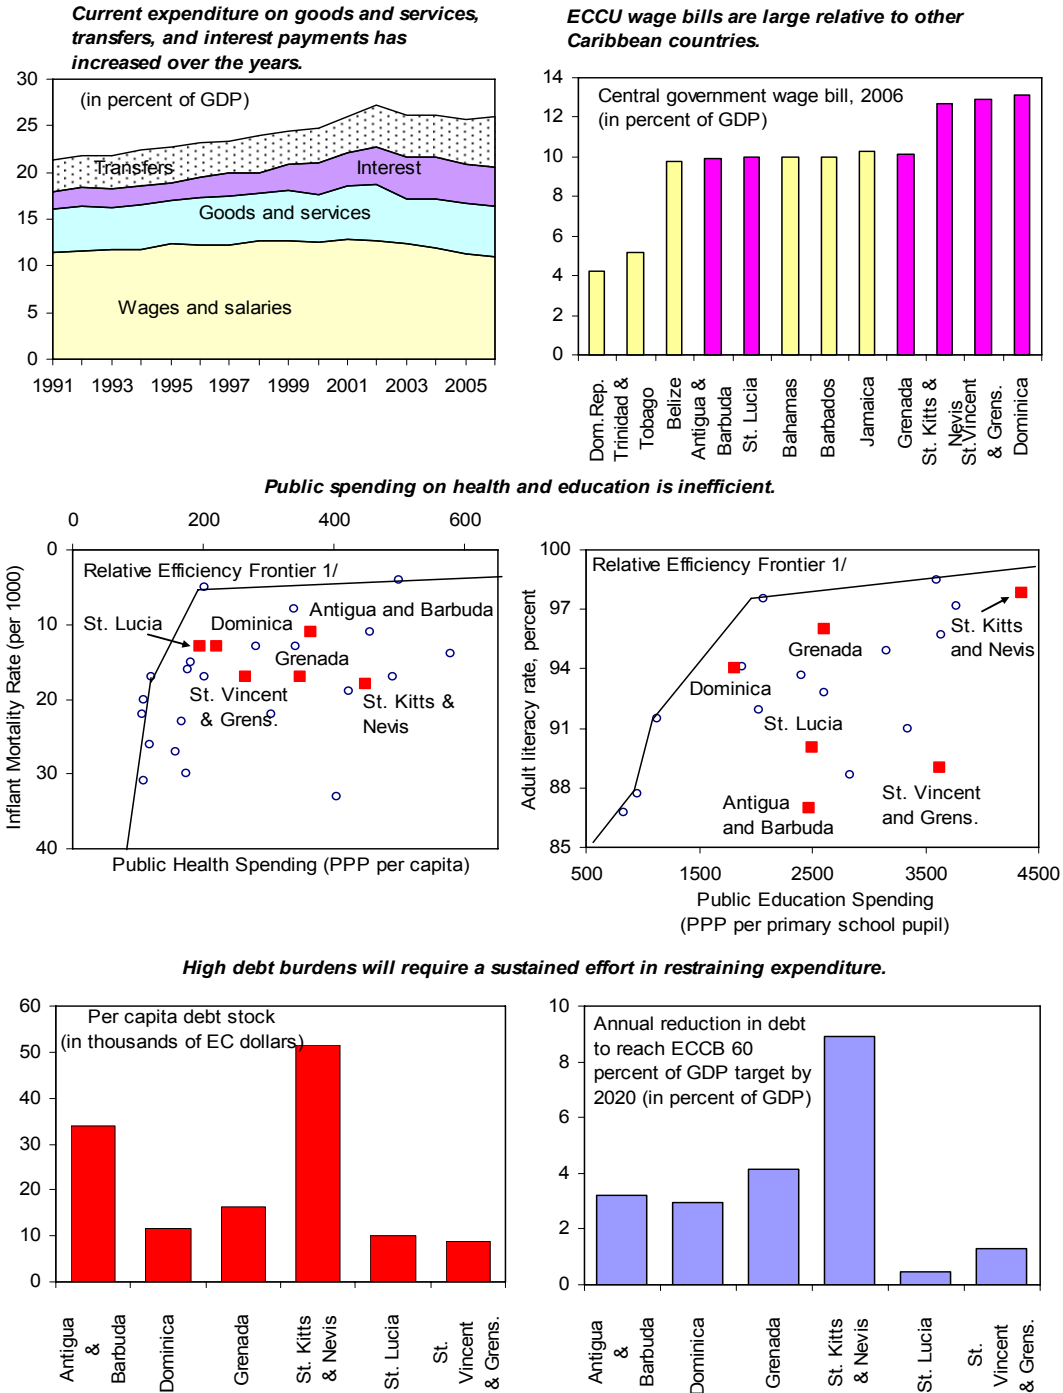 Current expenditure on goods and services,
transfers, and interest payments has
increased over the years.
30
25
20
15
10
5
0
(in percent of GDP)
Transfers
Interest
Goods and services
Wages and salaries
1991 1993 1995 1997 1999 2001 2003 2005
ECCU wage bills are large relative to other
Caribbean countries.
14
12
10
8
6
4
2
0
Central government wage bill, 2006
(in percent of GDP)
Dom.Rep.
Trinidad &
Tobago
Belize
Antigua &
Barbuda
St. Lucia
Bahamas
Barbados
Jamaica
Grenada
St. Kitts &
Nevis
St.Vincent
& Grens.
Dominica
Public spending on health and education is inefficient.
0 200 400 600
0
10
20
30
40
Inflant Mortality Rate (per 1000)
Relative Efficiency Frontier 1/
St. Lucia
Dominica
Antigua and Barbuda
Grenada
St. Vincent
& Grens.
St. Kitts &
Nevis
Public Health Spending (PPP per capita)
100
97
94
91
88
85
Adult literacy rate, percent
Relative Efficiency Frontier 1/
St. Kitts
and Nevis
Grenada
Dominica
St. Lucia
St. Vincent
and Grens.
Antigua
and Barbuda
500 1500 2500 3500 4500
Public Education Spending
(PPP per primary school pupil)
High debt burdens will require a sustained effort in restraining expenditure.
60
50
40
30
20
10
0
Per capita debt stock
(in thousands of EC dollars)
Antigua
&
Barbuda
Dominica
Grenada
St. Kitts
& Nevis
St. Lucia
St.
Vincent
& Grens.
10
8
6
4
2
0
Annual reduction in debt
to reach ECCB 60
percent of GDP target by
2020 (in percent of GDP)
Antigua
&
Barbuda
Dominica
Grenada
St. Kitts
& Nevis
St. Lucia
St.
Vincent
& Grens.